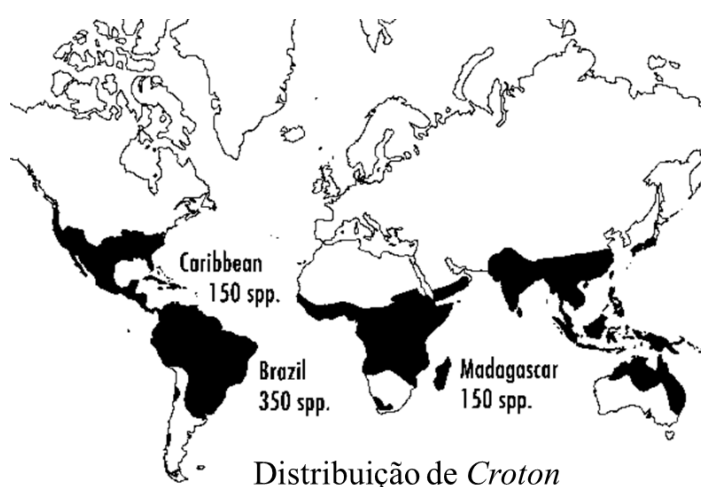 Caribbean
150 spp.
Brazil
350 spp.
Madagascar
150 spp.
Distribuição de Croton